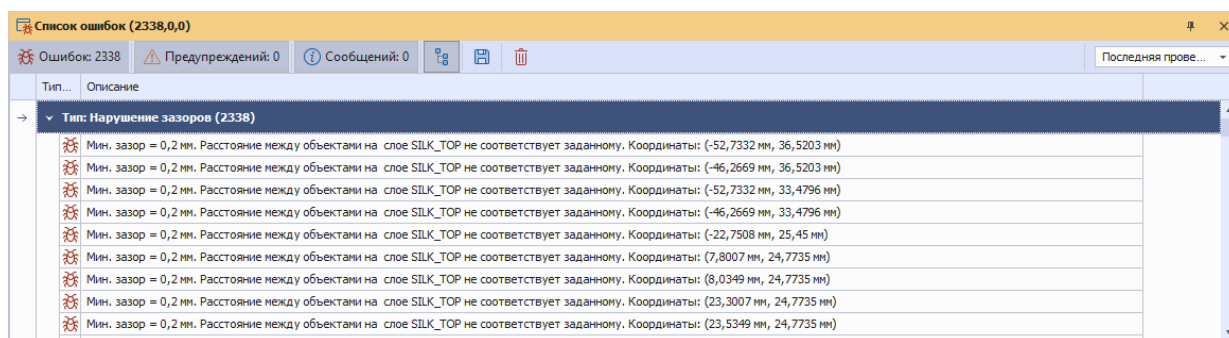 Список ошибок (2338,0,0)
Ошибок: 2338 Предупреждений: 0 Сообщений: 0 Последняя прове...
Тип... Описание
Тип: Нарушение зазоров (2338)
Мин. зазор = 0,2 мм. Расстояние между объектами на слое SILK_TOP не соответствует заданному. Координаты: (-52,7332 мм, 36,5203 мм)
Мин. зазор = 0,2 мм. Расстояние между объектами на слое SILK_TOP не соответствует заданному. Координаты: (-46,2669 мм, 36,5203 мм)
Мин. зазор = 0,2 мм. Расстояние между объектами на слое SILK_TOP не соответствует заданному. Координаты: (-52,7332 мм, 33,4796 мм)
Мин. зазор = 0,2 мм. Расстояние между объектами на слое SILK_TOP не соответствует заданному. Координаты: (-46,2669 мм, 33,4796 мм)
Мин. зазор = 0,2 мм. Расстояние между объектами на слое SILK_TOP не соответствует заданному. Координаты: (-22,7508 мм, 25,45 мм)
Мин. зазор = 0,2 мм. Расстояние между объектами на слое SILK_TOP не соответствует заданному. Координаты: (7,8007 мм, 24,7735 мм)
Мин. зазор = 0,2 мм. Расстояние между объектами на слое SILK_TOP не соответствует заданному. Координаты: (8,0349 мм, 24,7735 мм)
Мин. зазор = 0,2 мм. Расстояние между объектами на слое SILK_TOP не соответствует заданному. Координаты: (23,3007 мм, 24,7735 мм)
Мин. зазор = 0,2 мм. Расстояние между объектами на слое SILK_TOP не соответствует заданному. Координаты: (23,5349 мм, 24,7735 мм)